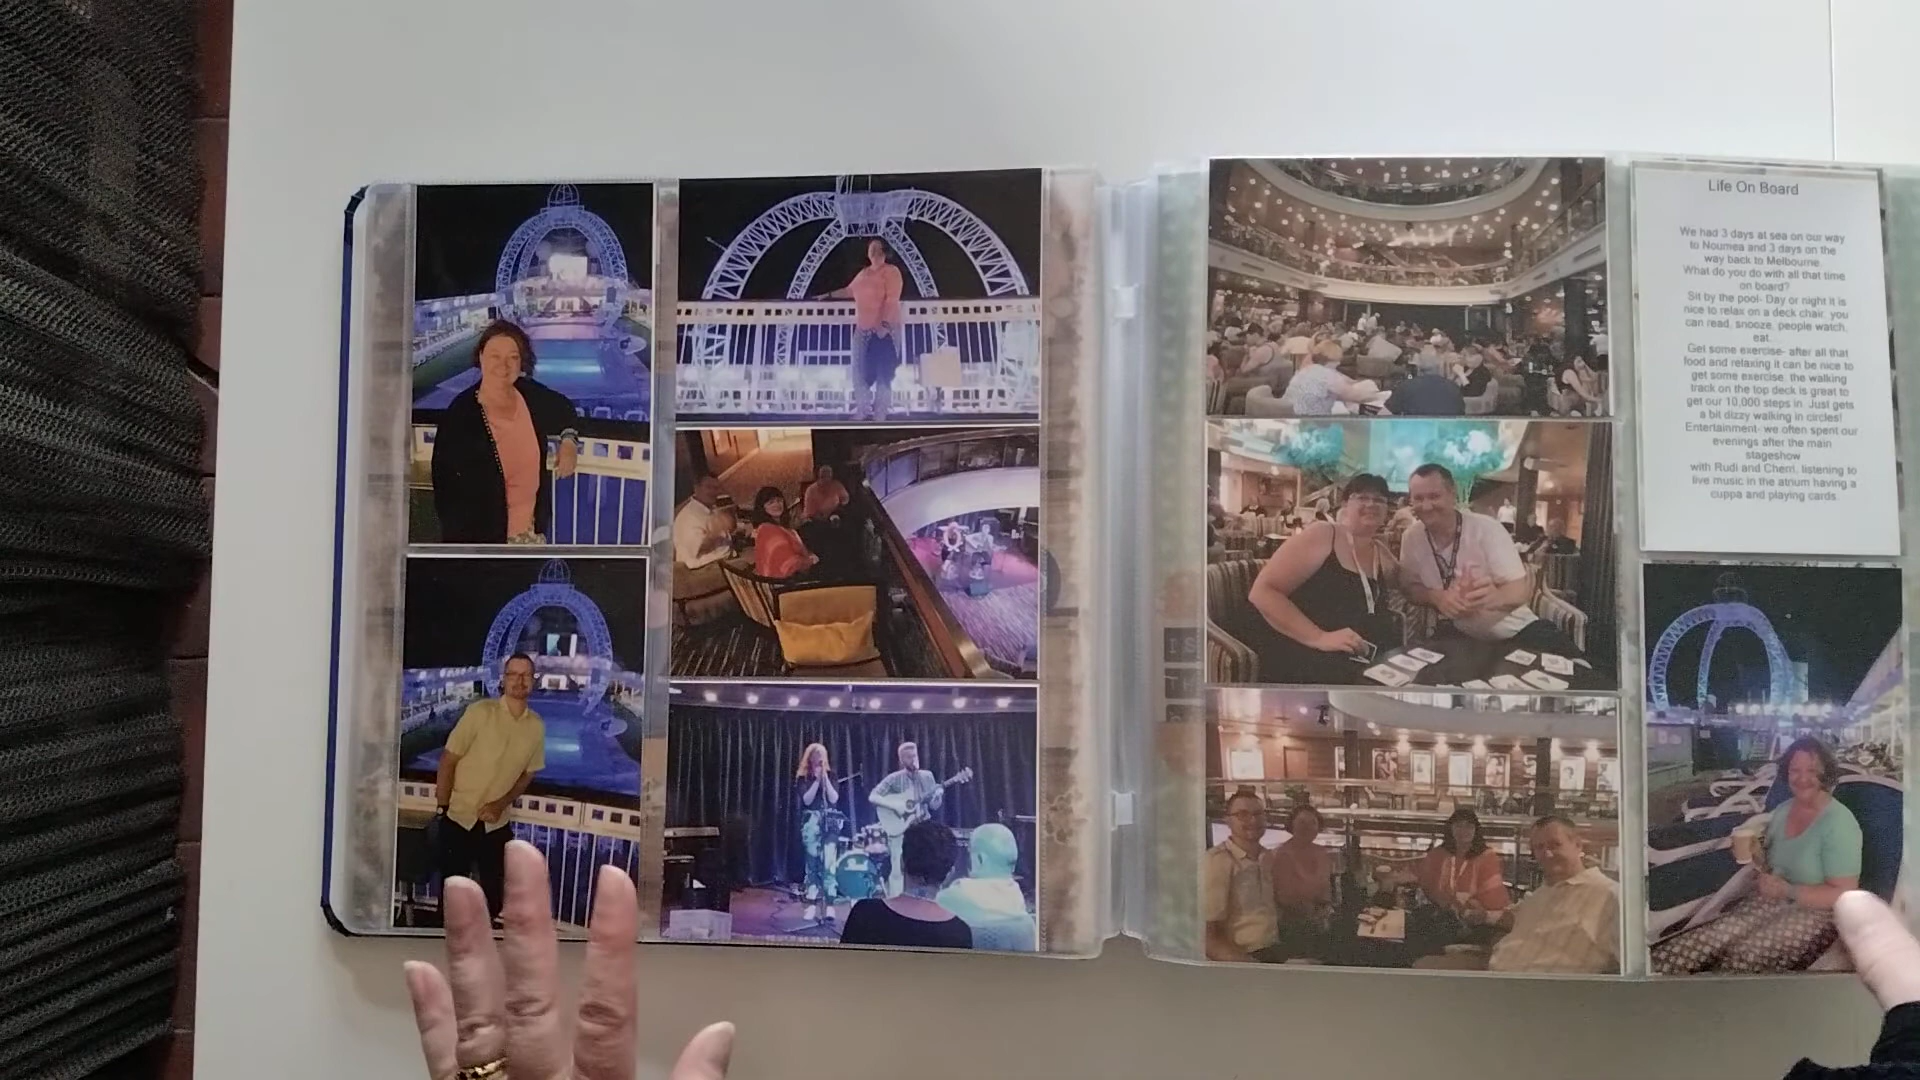 Life On Board
We had 3 days at sea on our way
to Noumea and 3 days on the
way back to Melbourne.
What do you do with all that time
on board?
Sit by the pool- Day or night it is
nice to relax on a deck chair, you
can read, snooze, people watch,
eat.
Get some exercise- after all that
food and relaxing it can be nice to
get some exercise, the walking
track on the top deck is great to
get our 10,000 steps in. Just gets
a bit dizzy walking in circles!
Entertainment- we often spent our
evenings after the main
stageshow
with Rudi and Cherri, listening to
live music in the atrium having a
cuppa and playing cards.